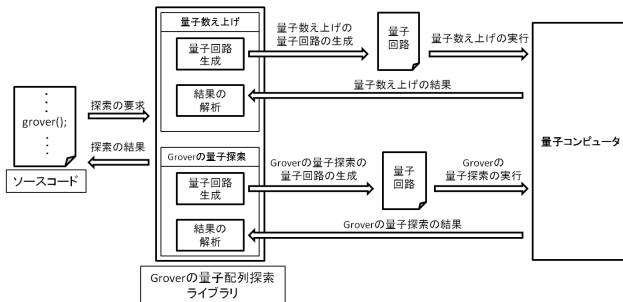 量子数え上げ
量子回路
生成
結果の
解析
量子数え上げの
量子回路の生成
量子
回路
量子数え上げの実行
量子数え上げの結果
・
・
・
grover();
・
・
・
ソースコード
探索の要求
探索の結果
Groverの量子探索
量子回路
生成
結果の
解析
Groverの量子探索の
量子回路の生成
量子
回路
Groverの
量子探索の実行
Groverの量子探索の結果
量子コンピュータ
Groverの量子配列探索
ライブラリ